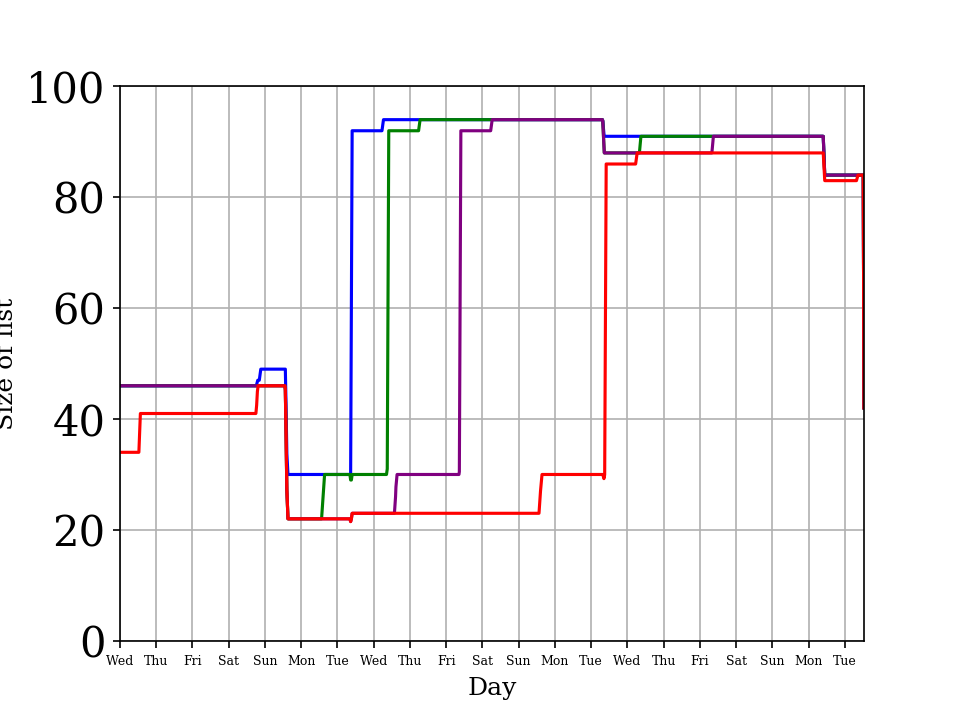 100
80
60
40
20
0
Size of list
Wed Thu Fri Sat Sun Mon Tue Wed Thu Fri Sat Sun Mon Tue Wed Thu Fri Sat Sun Mon Tue
Day